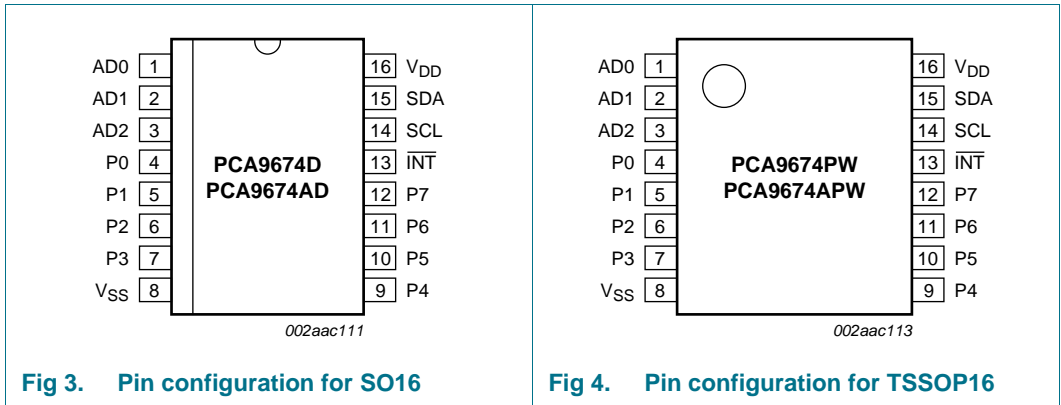 AD0 1
AD1 2
AD2 3
P0 4
P1 5
P2 6
P3 7
VSS 8
PCA9674D
PCA9674AD
16 VDD
15 SDA
14 SCL
13 I̅N̅T̅
12 P7
11 P6
10 P5
9 P4
002aac111
Fig 3. Pin configuration for SO16
AD0 1
AD1 2
AD2 3
P0 4
P1 5
P2 6
P3 7
VSS 8
PCA9674PW
PCA9674APW
16 VDD
15 SDA
14 SCL
13 I̅N̅T̅
12 P7
11 P6
10 P5
9 P4
002aac113
Fig 4. Pin configuration for TSSOP16